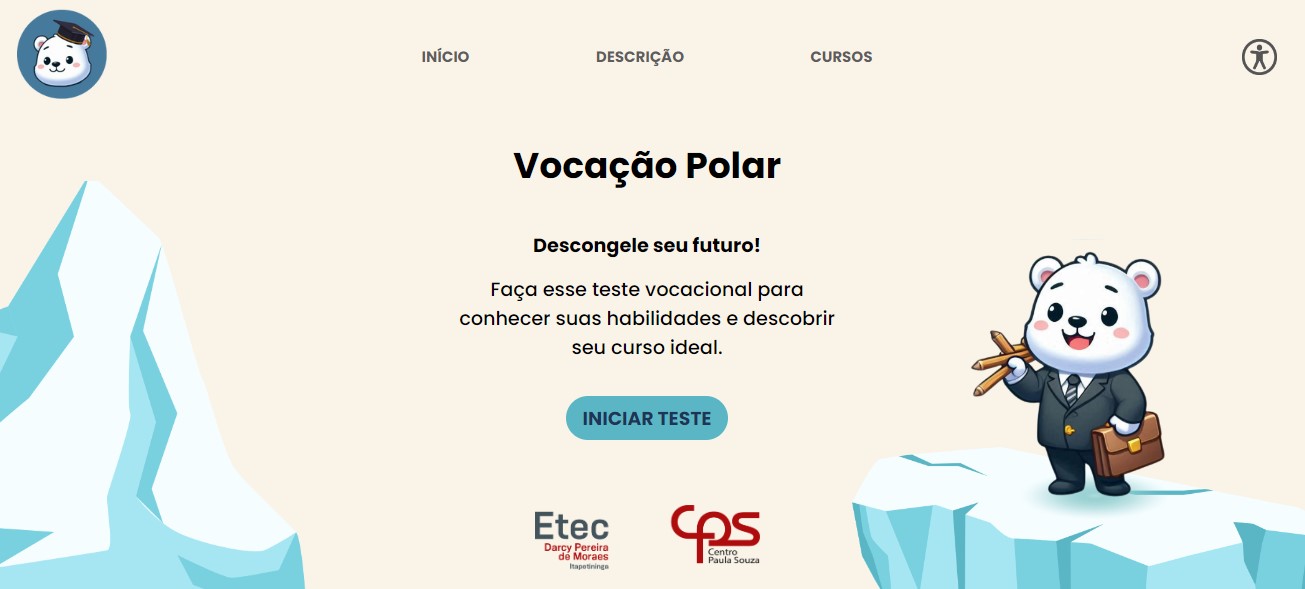 INÍCIO
DESCRIÇÃO
CURSOS
Vocação Polar
Descongele seu futuro!
Faça esse teste vocacional para
conhecer suas habilidades e descobrir
seu curso ideal.
INICIAR TESTE
Etec
Darcy Pereira
de Moraes
Itapetininga
cps
Centro
Paula Souza